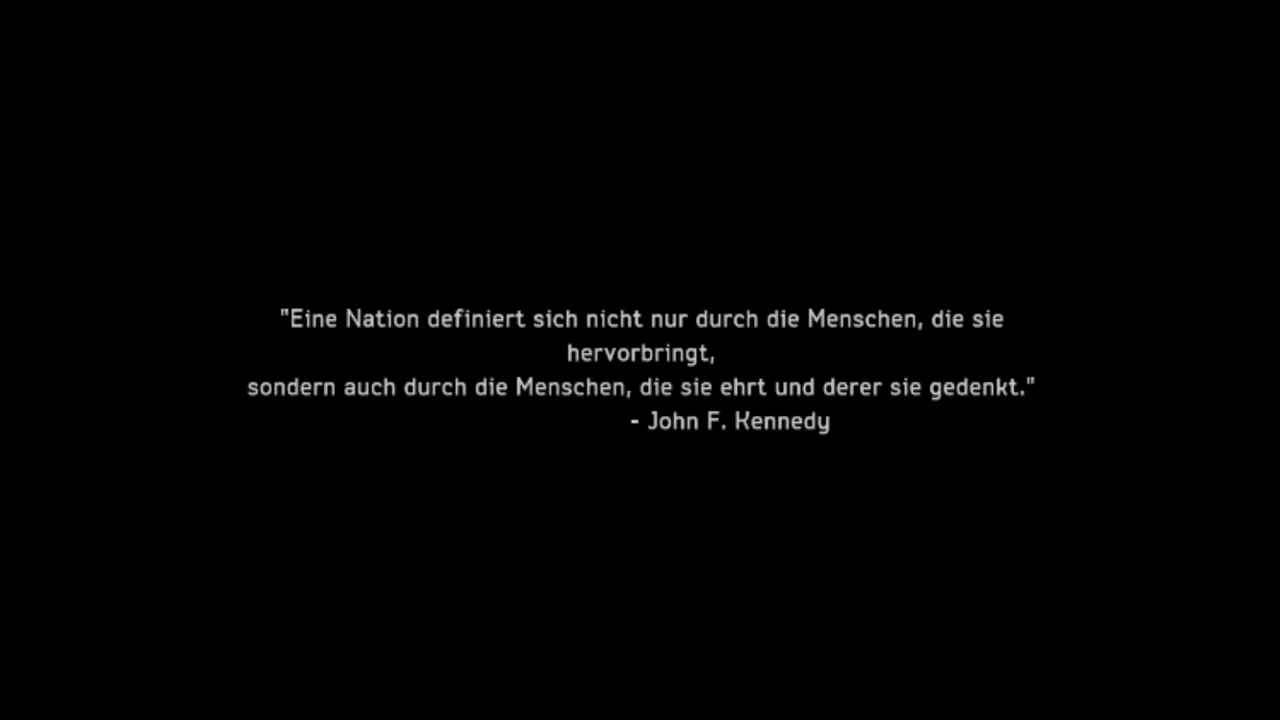 "Eine Nation definiert sich nicht nur durch die Menschen, die sie
hervorbringt,
sondern auch durch die Menschen, die sie ehrt und derer sie gedenkt."
- John F. Kennedy